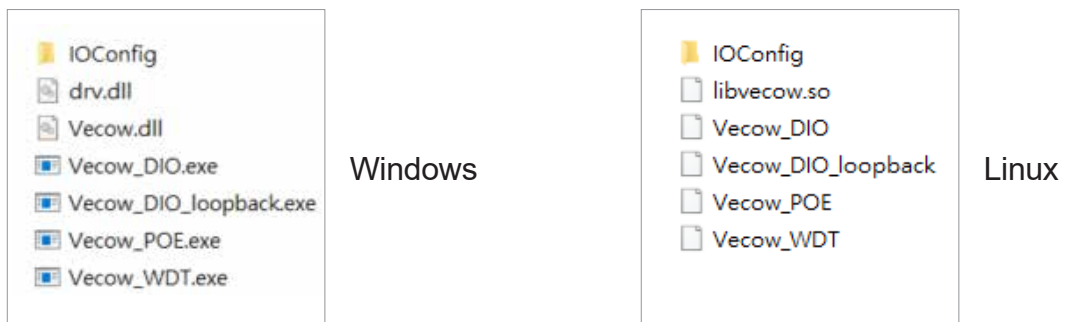 IOConfig
drv.dll
Vecow.dll
Vecow_DIO.exe
Vecow_DIO_loopback.exe
Vecow_POE.exe
Vecow_WDT.exe
Windows
IOConfig
libvecow.so
Vecow_DIO
Vecow_DIO_loopback
Vecow_POE
Vecow_WDT
Linux